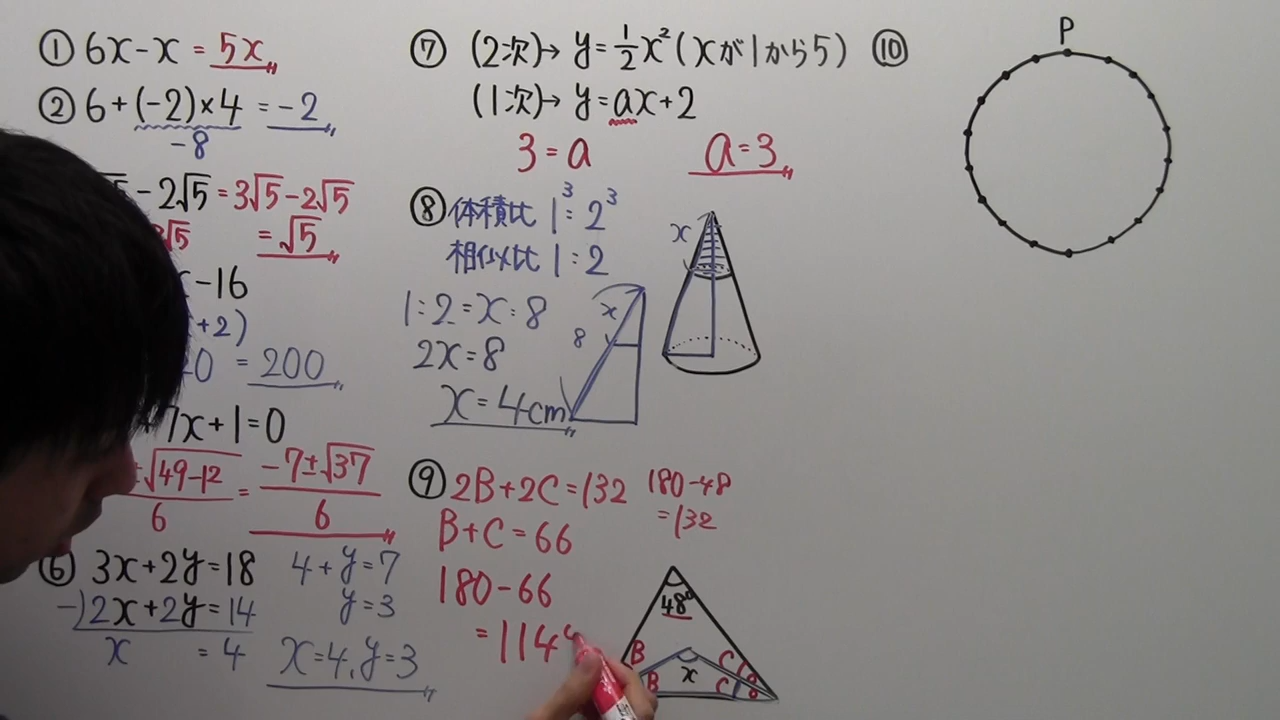 ① 6x-x = 5x
② 6+(-2)×4 = -2
-8
-2√5 = 3√5-2√5
= √5
-16
+2)
= 200
7x+1=0
√49-12 = -7±√37
6 6
⑥ 3x+2y=18 4+y=7
-)2x+2y=14 y=3
x = 4 x=4, y=3
⑦ (2次)→ y=1/2x² (xが1から5)
(1次)→ y=ax+2
3=a a=3
⑧ 体積比 1³:2³
相似比 1:2
1:2=x:8
2x=8
x=4cm
x
8
x
⑨ 2B+2C=132 180-48
B+C=66 =132
180-66
=114°
48°
B C
B x C
⑩ P